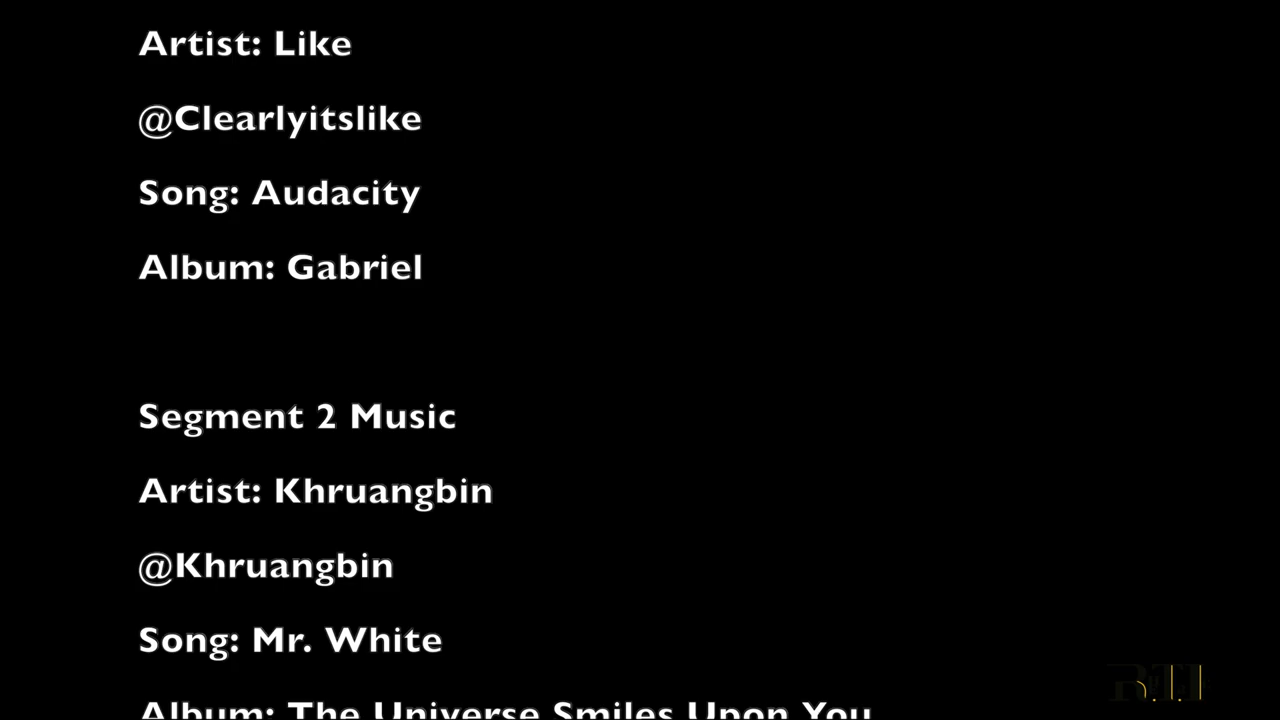 Artist: Like
@Clearlyitslike
Song: Audacity
Album: Gabriel
Segment 2 Music
Artist: Khruangbin
@Khruangbin
Song: Mr. White
Album: The Universe Smiles Upon You